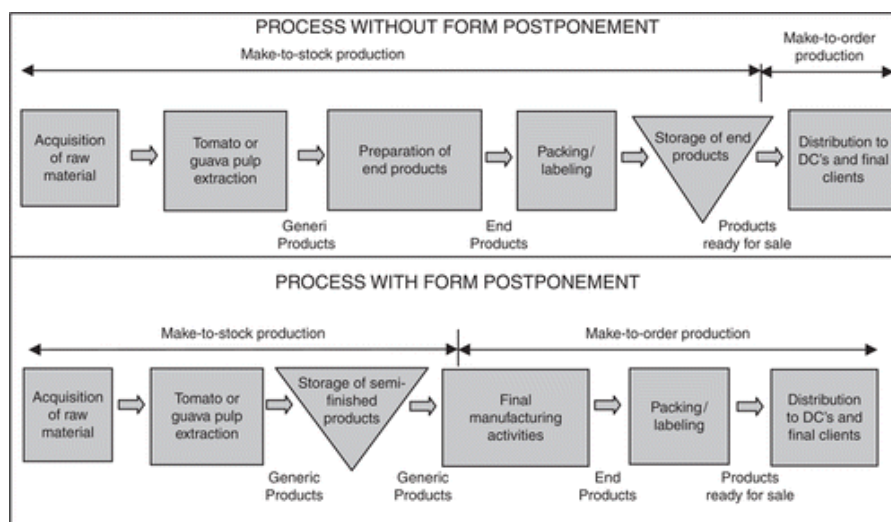 PROCESS WITHOUT FORM POSTPONEMENT
Make-to-stock production
Make-to-order
production
Acquisition
of raw
material
Tomato or
guava pulp
extraction
Preparation of
end products
Packing/
labeling
Storage of end
products
Distribution to
DC's and final
clients
Generi
Products
End
Products
Products
ready for sale
PROCESS WITH FORM POSTPONEMENT
Make-to-stock production
Make-to-order production
Acquisition
of raw
material
Tomato or
guava pulp
extraction
Storage of semi-
finished
products
Final
manufacturing
activities
Packing/
labeling
Distribution
to DC's and
final clients
Generic
Products
Generic
Products
End
Products
Products
ready for sale